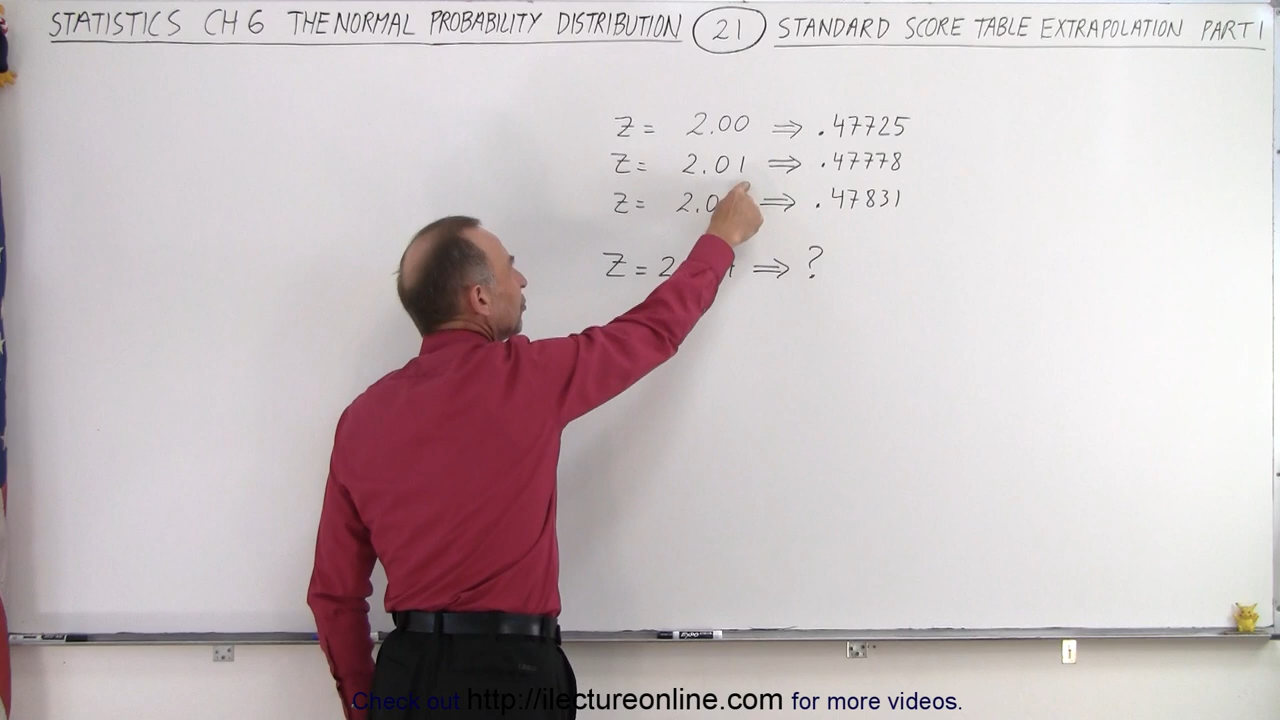 STATISTICS CH 6 THE NORMAL PROBABILITY DISTRIBUTION 21 STANDARD SCORE TABLE EXTRAPOLATION PART 1
Z = 2.00 ⇒ .47725
Z = 2.01 ⇒ .47778
Z = 2.0 ⇒ .47831
Z = 2 ⇒ ?
EXPO
Check out http://ilectureonline.com for more videos.